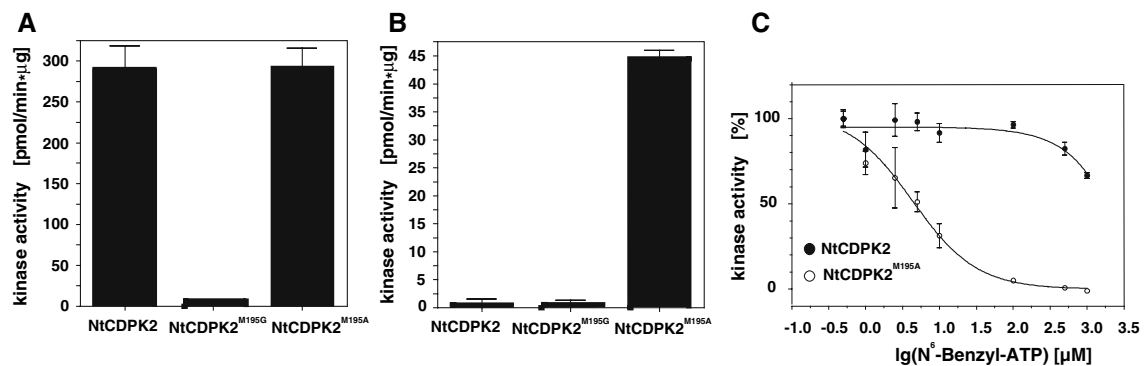 A
kinase activity [pmol/min*µg]
300
250
200
150
100
50
0
NtCDPK2
NtCDPK2M195G
NtCDPK2M195A
B
kinase activity [pmol/min*µg]
45
40
35
30
25
20
15
10
5
0
NtCDPK2
NtCDPK2M195G
NtCDPK2M195A
C
kinase activity [%]
100
50
0
NtCDPK2
NtCDPK2M195A
-1.0
0.0
0.5
1.0
1.5
2.0
2.5
3.0
3.5
lg(N6-Benzyl-ATP) [µM]